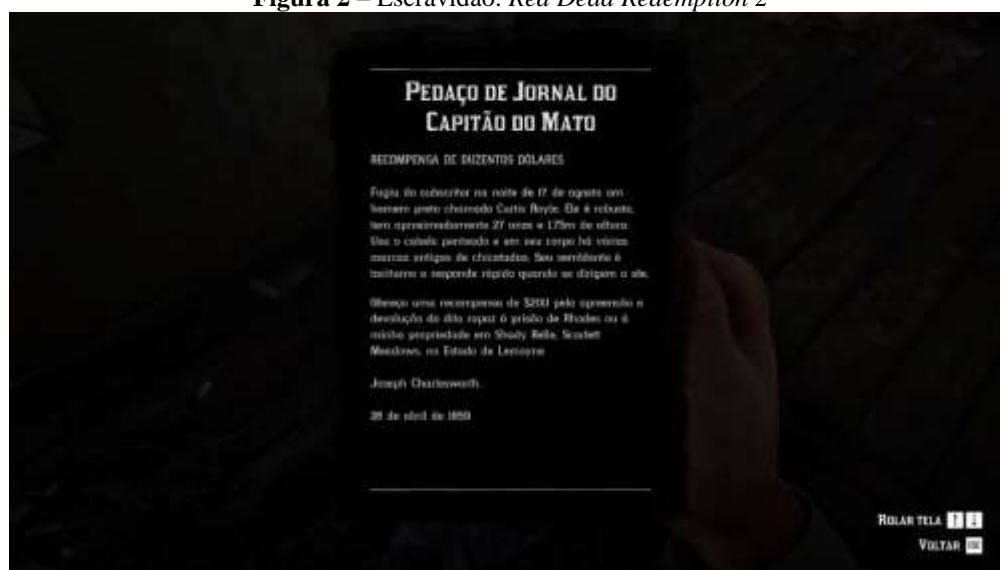 Figura 2 – Escravidão. Red Dead Redemption 2
PEDAÇO DE JORNAL DO
CAPITÃO DO MATO
RECOMPENSA DE DUZENTOS DÓLARES
Fugiu do subscritor na noite de 17 de agosto um
homem preto chamado Curtis Royle. Ele é robusto,
tem aproximadamente 27 anos e 1,75m de altura.
Usa o cabelo penteado e em seu corpo há várias
marcas antigas de chicotadas. Seu semblante é
taciturno e responde rápido quando se dirigem a ele.
Ofereço uma recompensa de $200 pela apreensão e
devolução do dito rapaz à prisão de Rhodes ou à
minha propriedade em Shady Belle, Scarlett
Meadows, no Estado de Lemoyne
Joseph Charlesworth.
de abril de
ROLAR TELA
VOLTAR ESC